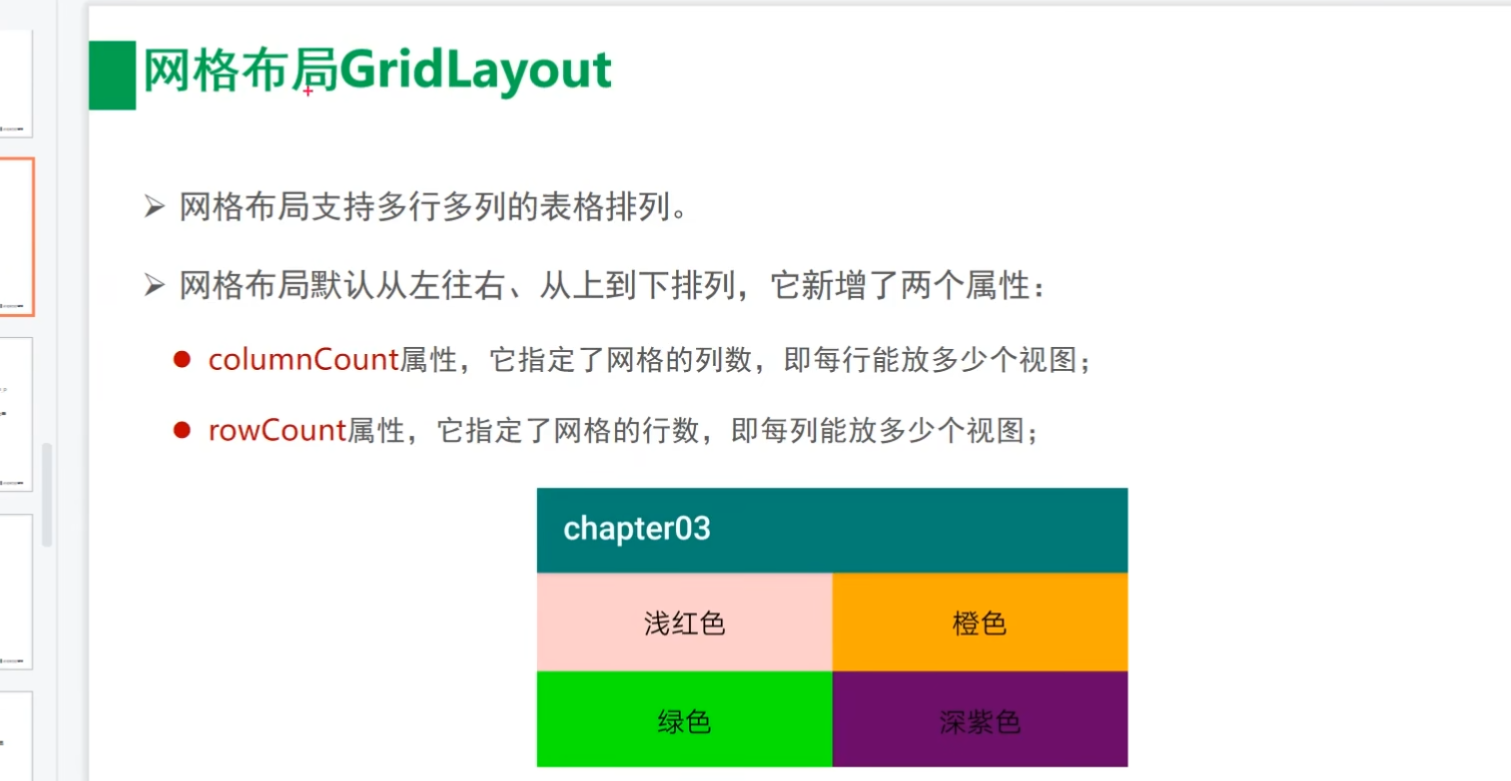 网格布局GridLayout
网格布局支持多行多列的表格排列。
网格布局默认从左往右、从上到下排列，它新增了两个属性：
columnCount属性，它指定了网格的列数，即每行能放多少个视图；
rowCount属性，它指定了网格的行数，即每列能放多少个视图；
chapter03
浅红色 橙色
绿色 深紫色